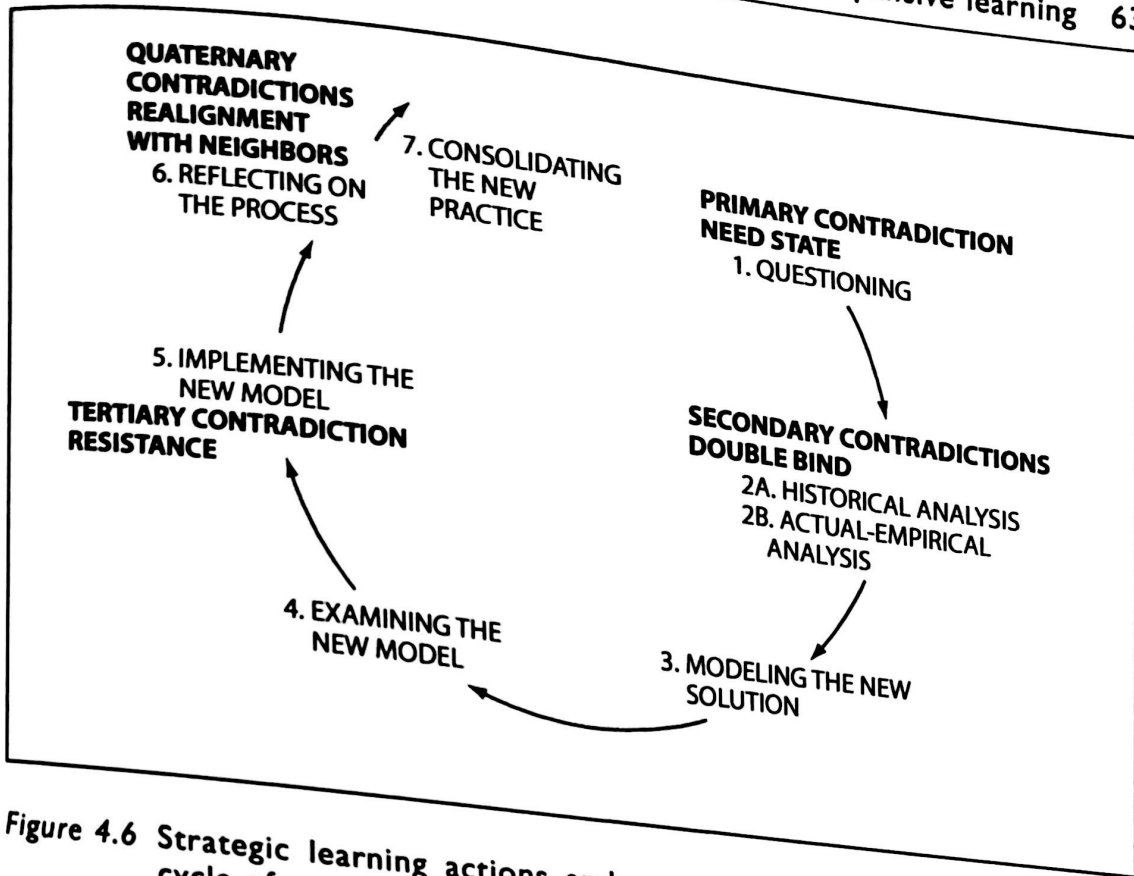 learning 63
QUATERNARY
CONTRADICTIONS
REALIGNMENT
WITH NEIGHBORS
6. REFLECTING ON
THE PROCESS
7. CONSOLIDATING
THE NEW
PRACTICE
PRIMARY CONTRADICTION
NEED STATE
1. QUESTIONING
5. IMPLEMENTING THE
NEW MODEL
TERTIARY CONTRADICTION
RESISTANCE
SECONDARY CONTRADICTIONS
DOUBLE BIND
2A. HISTORICAL ANALYSIS
2B. ACTUAL-EMPIRICAL
ANALYSIS
4. EXAMINING THE
NEW MODEL
3. MODELING THE NEW
SOLUTION
Figure 4.6 Strategic learning actions
cycle of